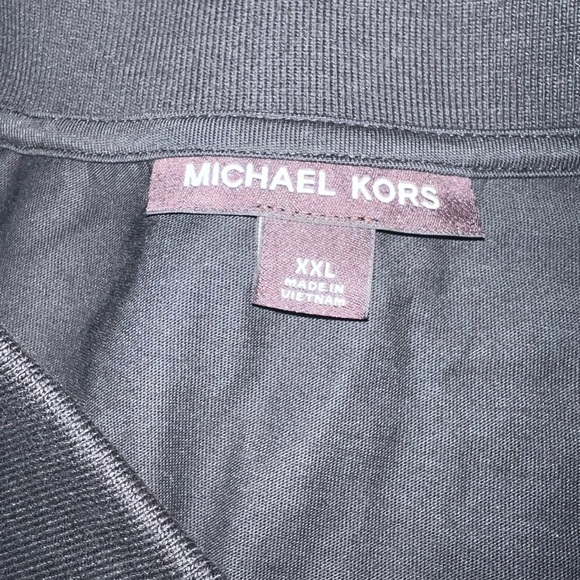 MICHAEL KORS
XXL
MADE IN
VIETNAM